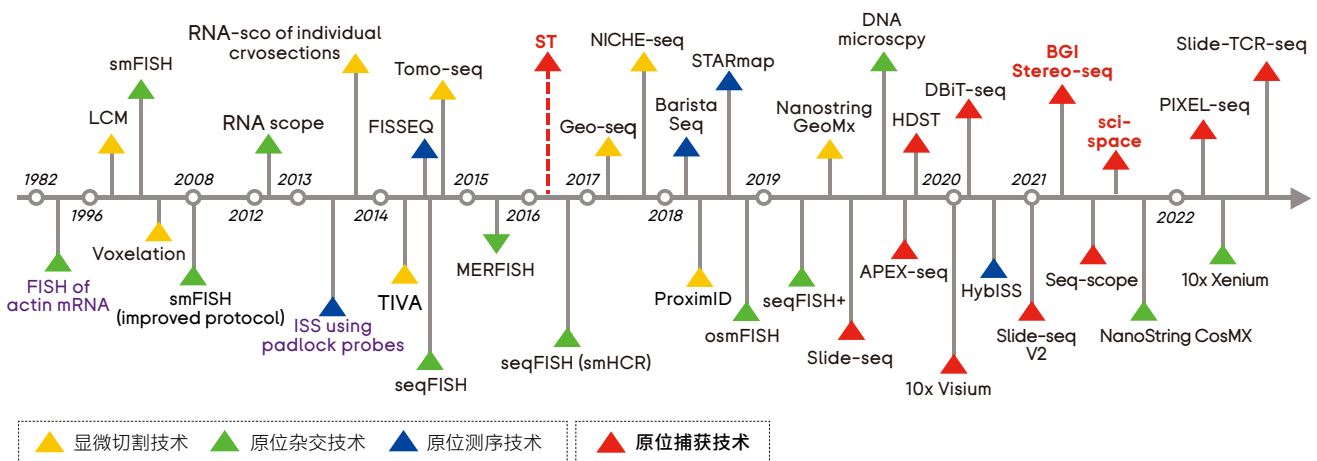 RNA-sco of individual
crvosections
smFISH
LCM
RNA scope
Tomo-seq
FISSEQ
ST
NICHE-seq
Geo-seq
Barista
Seq
STARmap
Nanostring
GeoMx
DNA
microscpy
HDST
DBiT-seq
BGI
Stereo-seq
sci-
space
PIXEL-seq
Slide-TCR-seq
1982
1996
2008
2012
2013
2014
2015
2016
2017
2018
2019
2020
2021
2022
FISH of
actin mRNA
Voxelation
smFISH
(improved protocol)
ISS using
padlock probes
TIVA
seqFISH
MERFISH
seqFISH (smHCR)
ProximID
osmFISH
seqFISH+
Slide-seq
APEX-seq
10x Visium
HybISS
Slide-seq
V2
Seq-scope
NanoString CosMX
10x Xenium
显微切割技术
原位杂交技术
原位测序技术
原位捕获技术